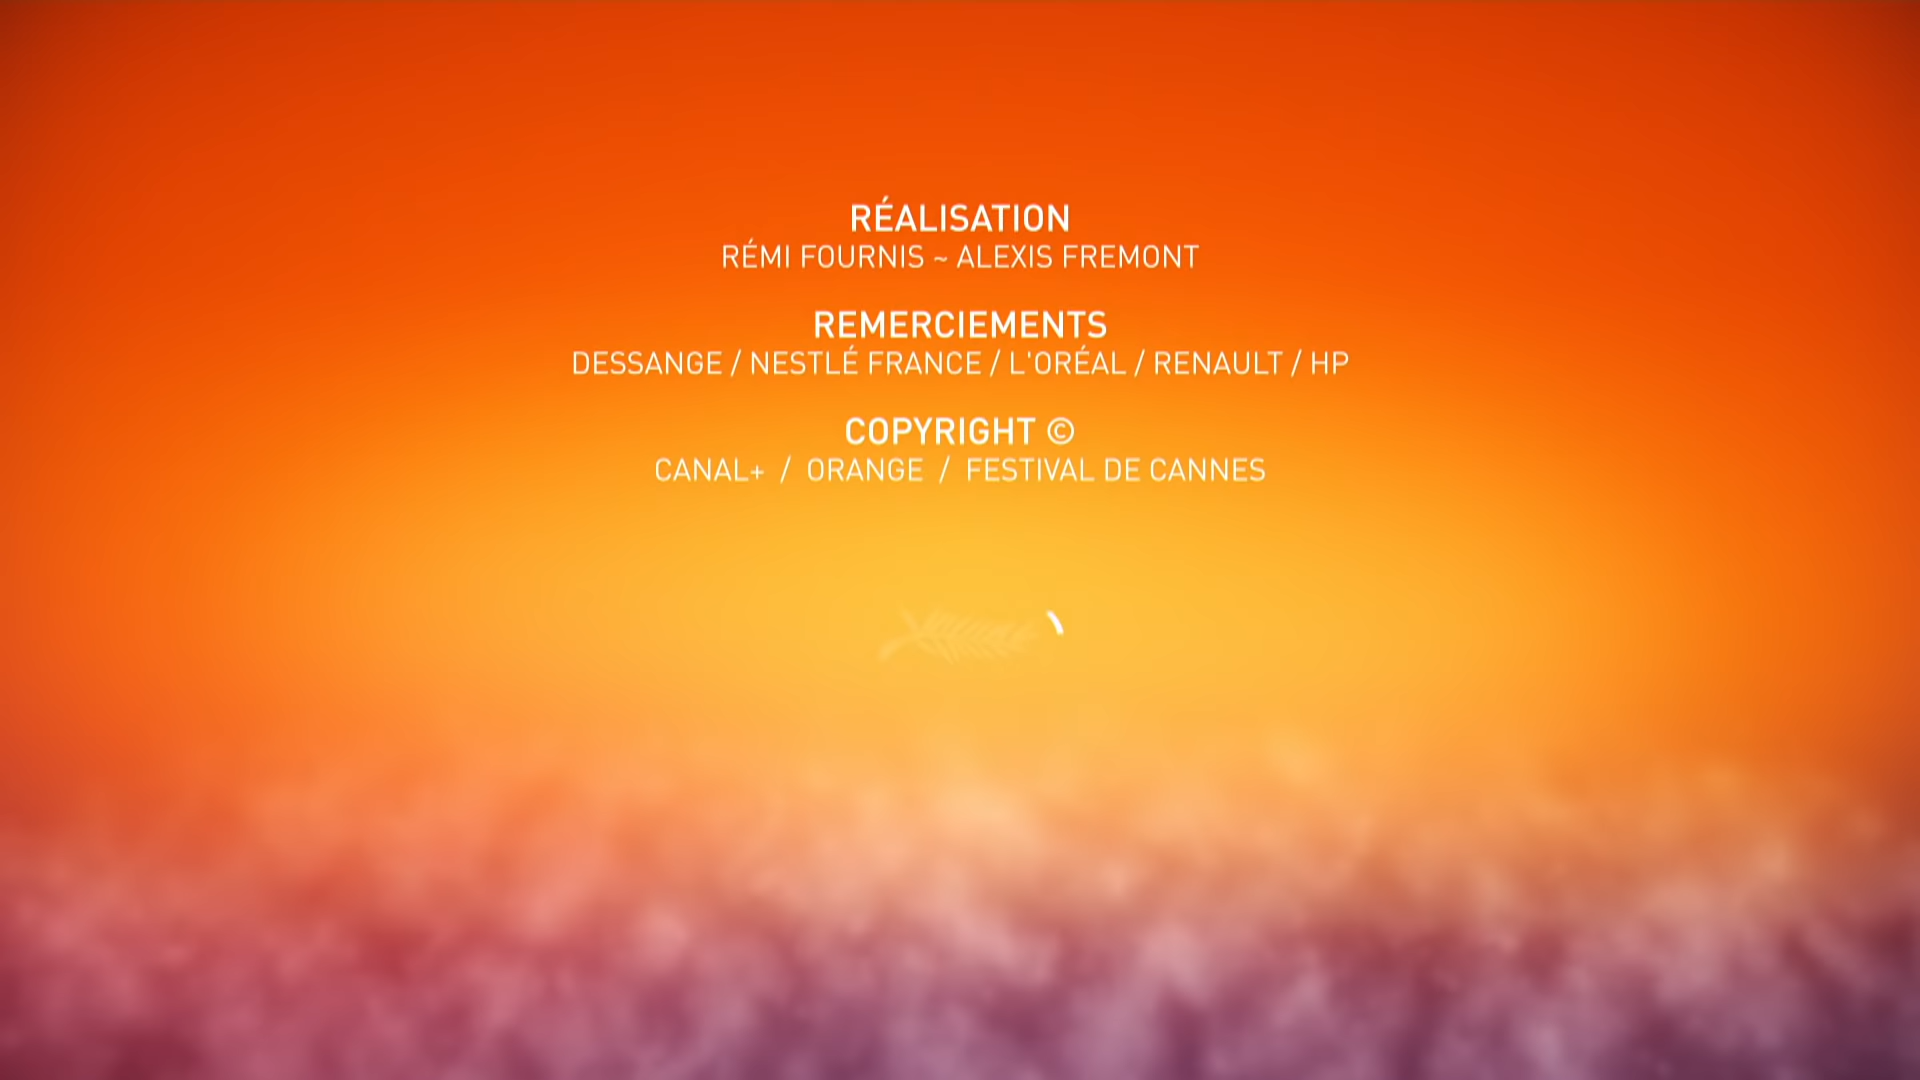 RÉALISATION
RÉMI FOURNIS ~ ALEXIS FREMONT
REMERCIEMENTS
DESSANGE / NESTLÉ FRANCE / L'ORÉAL / RENAULT / HP
COPYRIGHT ©
CANAL+ / ORANGE / FESTIVAL DE CANNES